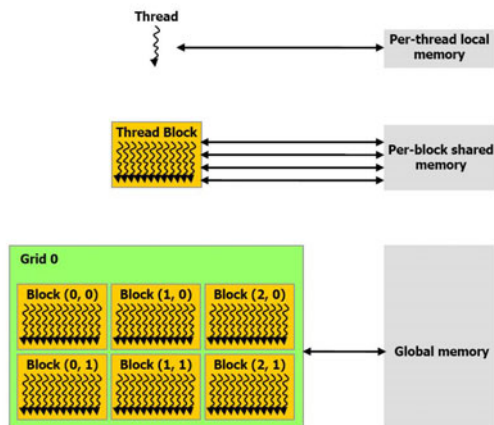 Thread
Per-thread local
memory
Thread Block
Per-block shared
memory
Grid 0
Block (0, 0)
Block (1, 0)
Block (2, 0)
Block (0, 1)
Block (1, 1)
Block (2, 1)
Global memory